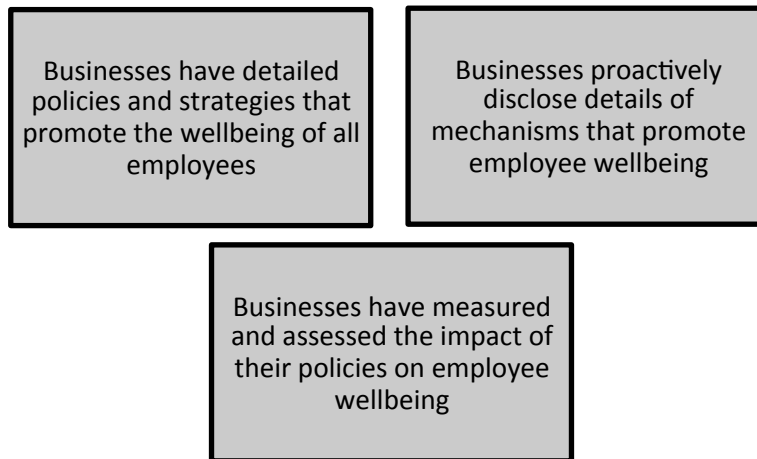 Businesses have detailed
policies and strategies that
promote the wellbeing of all
employees
Businesses proactively
disclose details of
mechanisms that promote
employee wellbeing
Businesses have measured
and assessed the impact of
their policies on employee
wellbeing